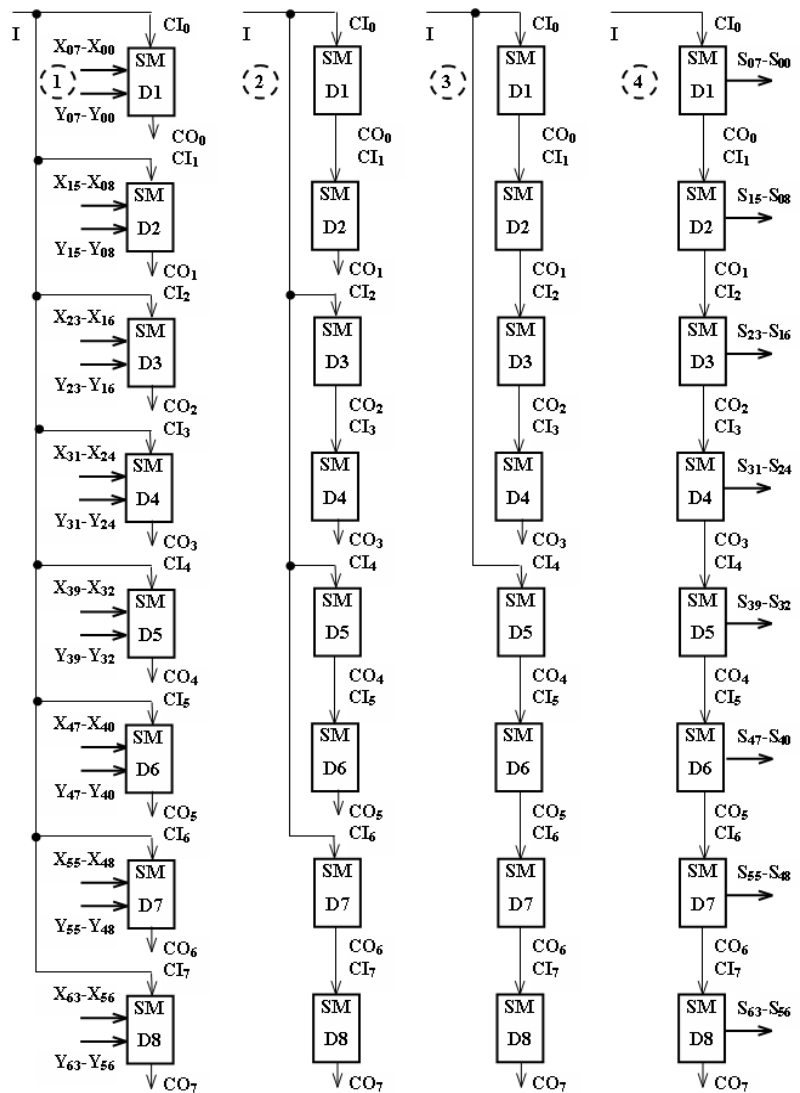 I CI₀
X₀₇-X₀₀ SM
1
D1
Y₀₇-Y₀₀
CO₀
CI₁
X₁₅-X₀₈ SM
D2
Y₁₅-Y₀₈
CO₁
CI₂
X₂₃-X₁₆ SM
D3
Y₂₃-Y₁₆
CO₂
CI₃
X₃₁-X₂₄ SM
D4
Y₃₁-Y₂₄
CO₃
CI₄
X₃₉-X₃₂ SM
D5
Y₃₉-Y₃₂
CO₄
CI₅
X₄₇-X₄₀ SM
D6
Y₄₇-Y₄₀
CO₅
CI₆
X₅₅-X₄₈ SM
D7
Y₅₅-Y₄₈
CO₆
CI₇
X₆₃-X₅₆ SM
D8
Y₆₃-Y₅₆
CO₇
I CI₀
SM
2
D1
CO₀
CI₁
SM
D2
CO₁
CI₂
SM
D3
CO₂
CI₃
SM
D4
CO₃
CI₄
SM
D5
CO₄
CI₅
SM
D6
CO₅
CI₆
SM
D7
CO₆
CI₇
SM
D8
CO₇
I CI₀
SM
3
D1
CO₀
CI₁
SM
D2
CO₁
CI₂
SM
D3
CO₂
CI₃
SM
D4
CO₃
CI₄
SM
D5
CO₄
CI₅
SM
D6
CO₅
CI₆
SM
D7
CO₆
CI₇
SM
D8
CO₇
I CI₀
SM S₀₇-S₀₀
4
D1
CO₀
CI₁
SM S₁₅-S₀₈
D2
CO₁
CI₂
SM S₂₃-S₁₆
D3
CO₂
CI₃
SM S₃₁-S₂₄
D4
CO₃
CI₄
SM S₃₉-S₃₂
D5
CO₄
CI₅
SM S₄₇-S₄₀
D6
CO₅
CI₆
SM S₅₅-S₄₈
D7
CO₆
CI₇
SM S₆₃-S₅₆
D8
CO₇